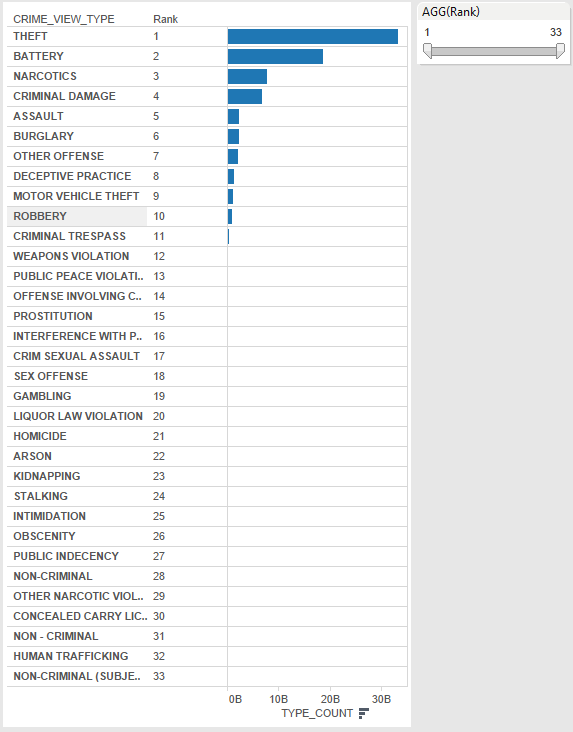 CRIME_VIEW_TYPE Rank
THEFT 1
BATTERY 2
NARCOTICS 3
CRIMINAL DAMAGE 4
ASSAULT 5
BURGLARY 6
OTHER OFFENSE 7
DECEPTIVE PRACTICE 8
MOTOR VEHICLE THEFT 9
ROBBERY 10
CRIMINAL TRESPASS 11
WEAPONS VIOLATION 12
PUBLIC PEACE VIOLATI.. 13
OFFENSE INVOLVING C.. 14
PROSTITUTION 15
INTERFERENCE WITH P.. 16
CRIM SEXUAL ASSAULT 17
SEX OFFENSE 18
GAMBLING 19
LIQUOR LAW VIOLATION 20
HOMICIDE 21
ARSON 22
KIDNAPPING 23
STALKING 24
INTIMIDATION 25
OBSCENITY 26
PUBLIC INDECENCY 27
NON-CRIMINAL 28
OTHER NARCOTIC VIOL.. 29
CONCEALED CARRY LIC.. 30
NON - CRIMINAL 31
HUMAN TRAFFICKING 32
NON-CRIMINAL (SUBJE.. 33
0B 10B 20B 30B
TYPE_COUNT
AGG(Rank)
1 33